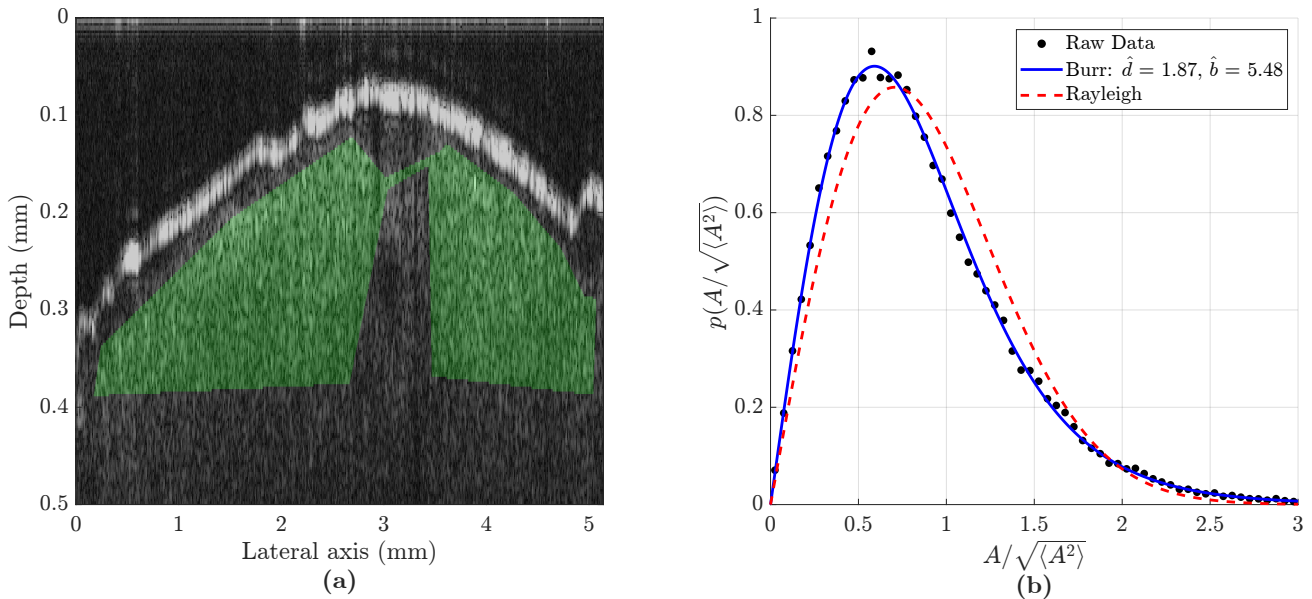 0
0.1
0.2
0.3
0.4
0.5
Depth (mm)
0 1 2 3 4 5
Lateral axis (mm)
(a)
1
0.8
0.6
0.4
0.2
0
p(A/√⟨A²⟩)
Raw Data
Burr: d̂ = 1.87, b̂ = 5.48
Rayleigh
0 0.5 1 1.5 2 2.5 3
A/√⟨A²⟩
(b)